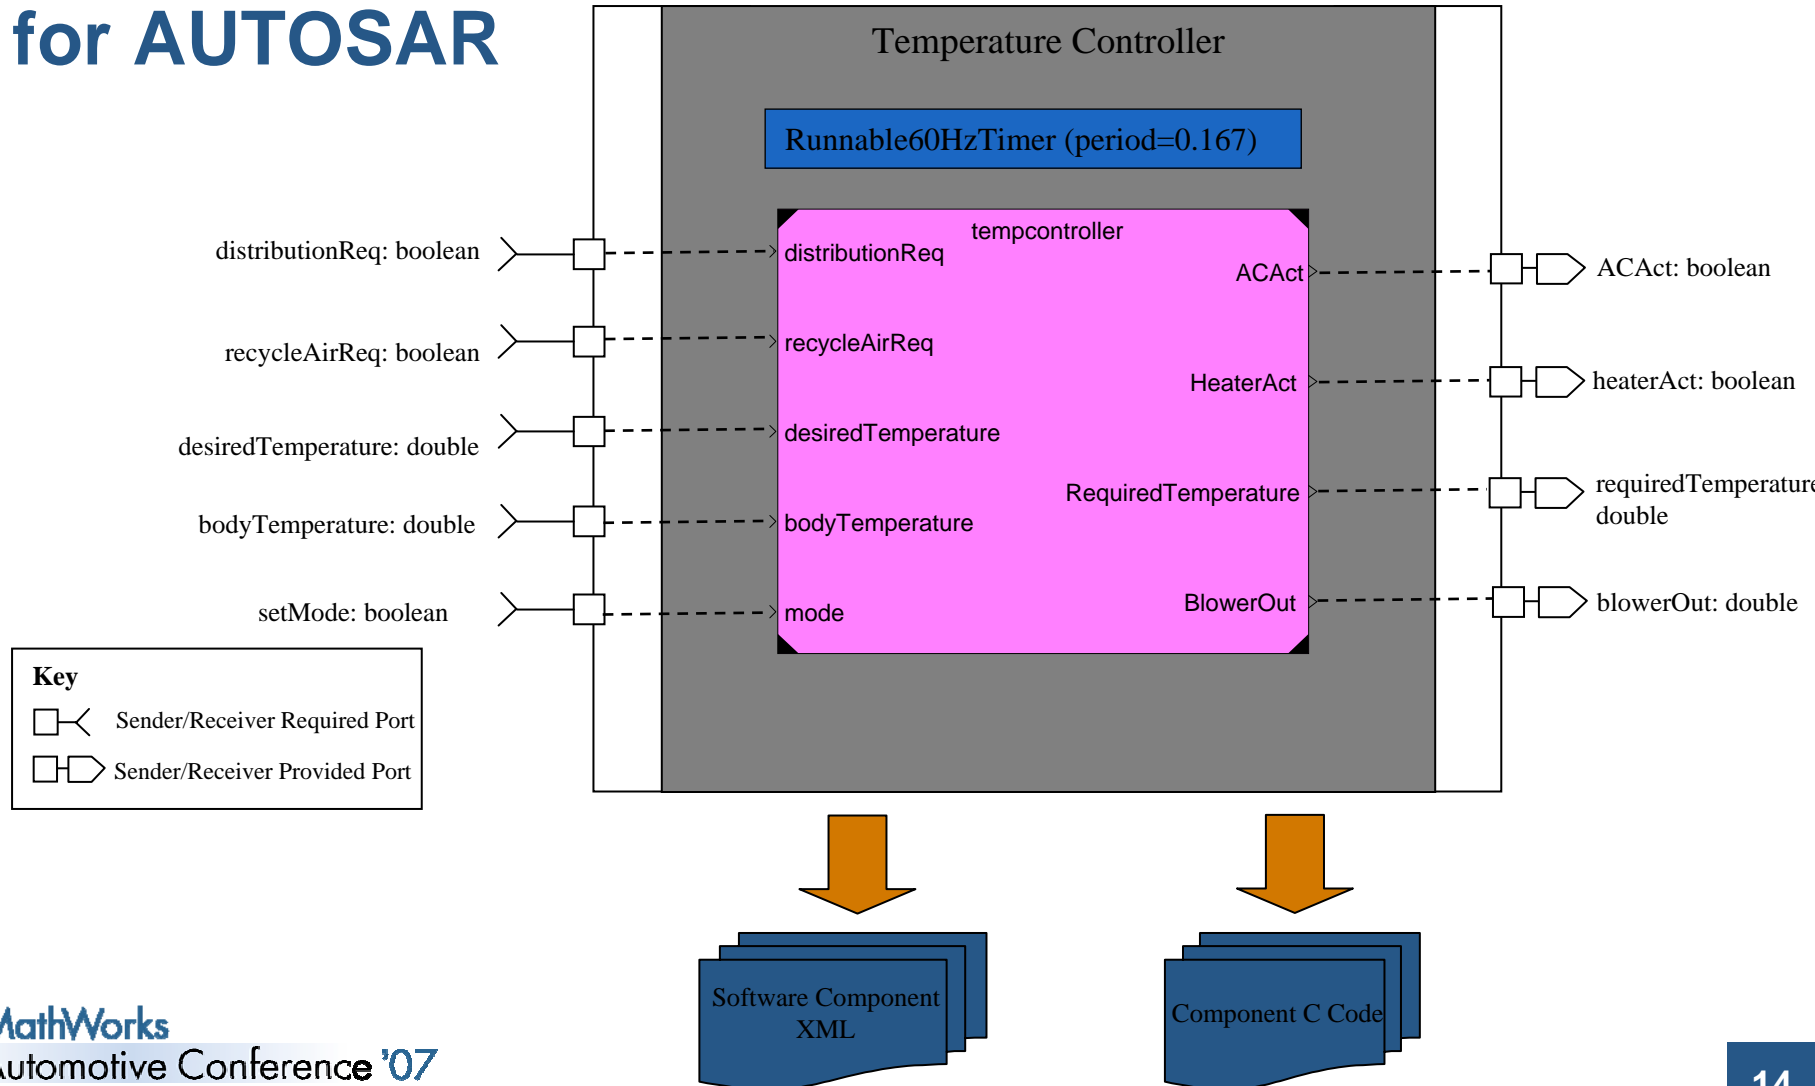 for AUTOSAR
Temperature Controller
Runnable60HzTimer (period=0.167)
tempcontroller
distributionReq: boolean
recycleAirReq: boolean
desiredTemperature: double
bodyTemperature: double
setMode: boolean
distributionReq
recycleAirReq
desiredTemperature
bodyTemperature
mode
ACAct
HeaterAct
RequiredTemperature
BlowerOut
ACAct: boolean
heaterAct: boolean
requiredTemperature
double
blowerOut: double
Key
Sender/Receiver Required Port
Sender/Receiver Provided Port
Software Component
XML
Component C Code
MathWorks
Automotive Conference '07
14